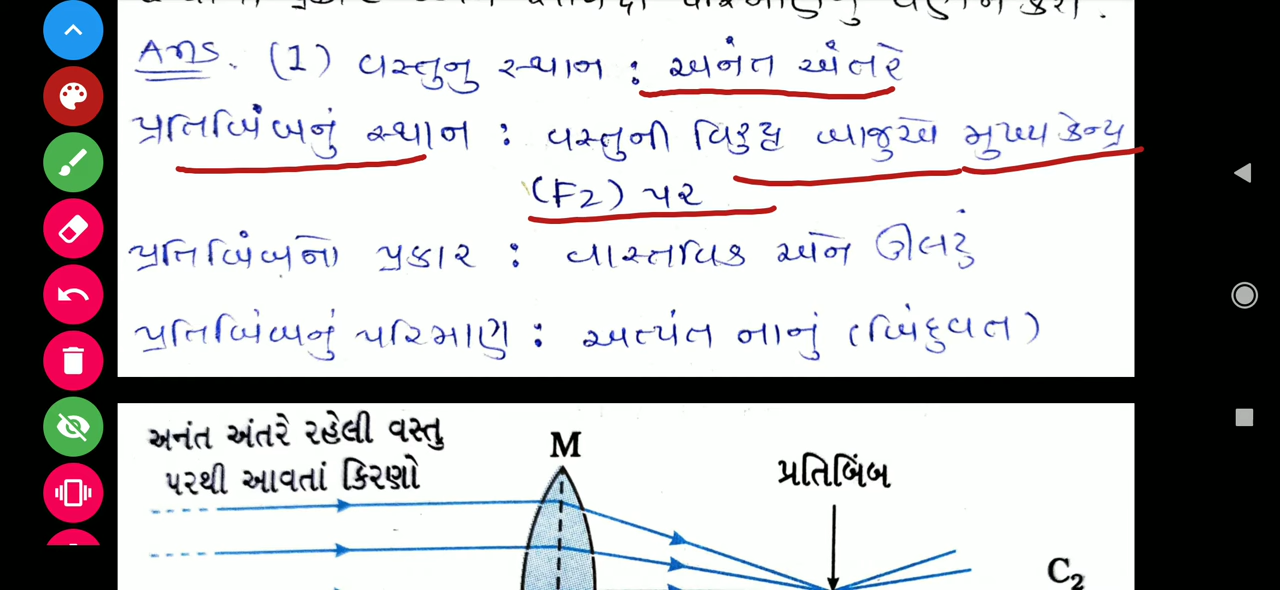 Ans. (1) વસ્તુનુ સ્થાન : અનંત અંતરે
પ્રતિબિંબનું સ્થાન : વસ્તુની વિરુદ્ધ બાજુએ મુખ્ય કેન્દ્ર
(F2) પર
પ્રતિબિંબનો પ્રકાર : વાસ્તવિક અને ઊલટું
પ્રતિબિંબનું પરિમાણ : અત્યંત નાનું (બિંદુવત)
અનંત અંતરે રહેલી વસ્તુ
પરથી આવતાં કિરણો
M
પ્રતિબિંબ
C2